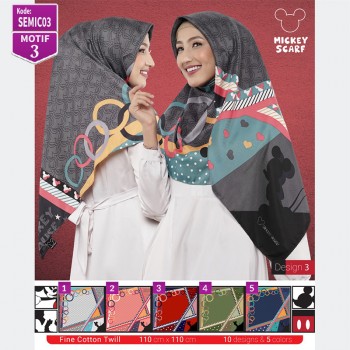 Kode:
SEMIC03
MOTIF
3
MICKEY
SCARF
Design 3
1
2
3
4
5
Fine Cotton Twill
110 cm x 110 cm
10 designs & 5 colors